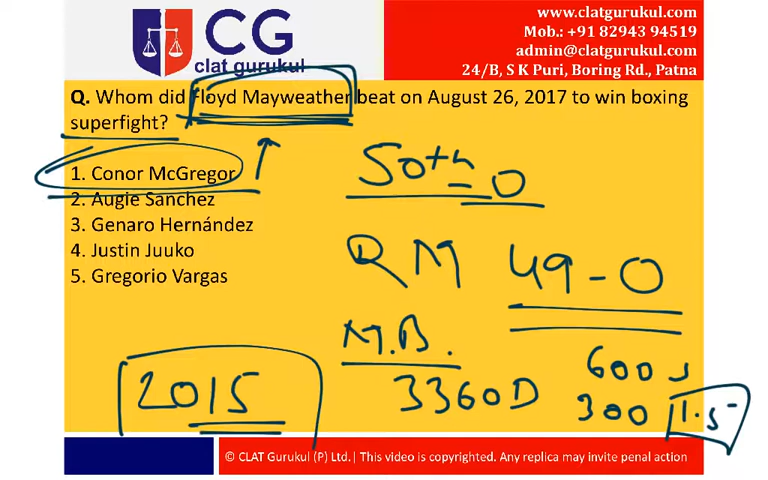 www.clatgurukul.com
Mob.: +91 82943 94519
admin@clatgurukul.com
24/B, S K Puri, Boring Rd., Patna
CG
clat gurukul
Q. Whom did Floyd Mayweather beat on August 26, 2017 to win boxing
superfight?
1. Conor McGregor
2. Augie Sanchez
3. Genaro Hernández
4. Justin Juuko
5. Gregorio Vargas
50th - 0
RM 49-0
M.B.
3360D
600
300
2015
© CLAT Gurukul (P) Ltd.| This video is copyrighted. Any replica may invite penal action